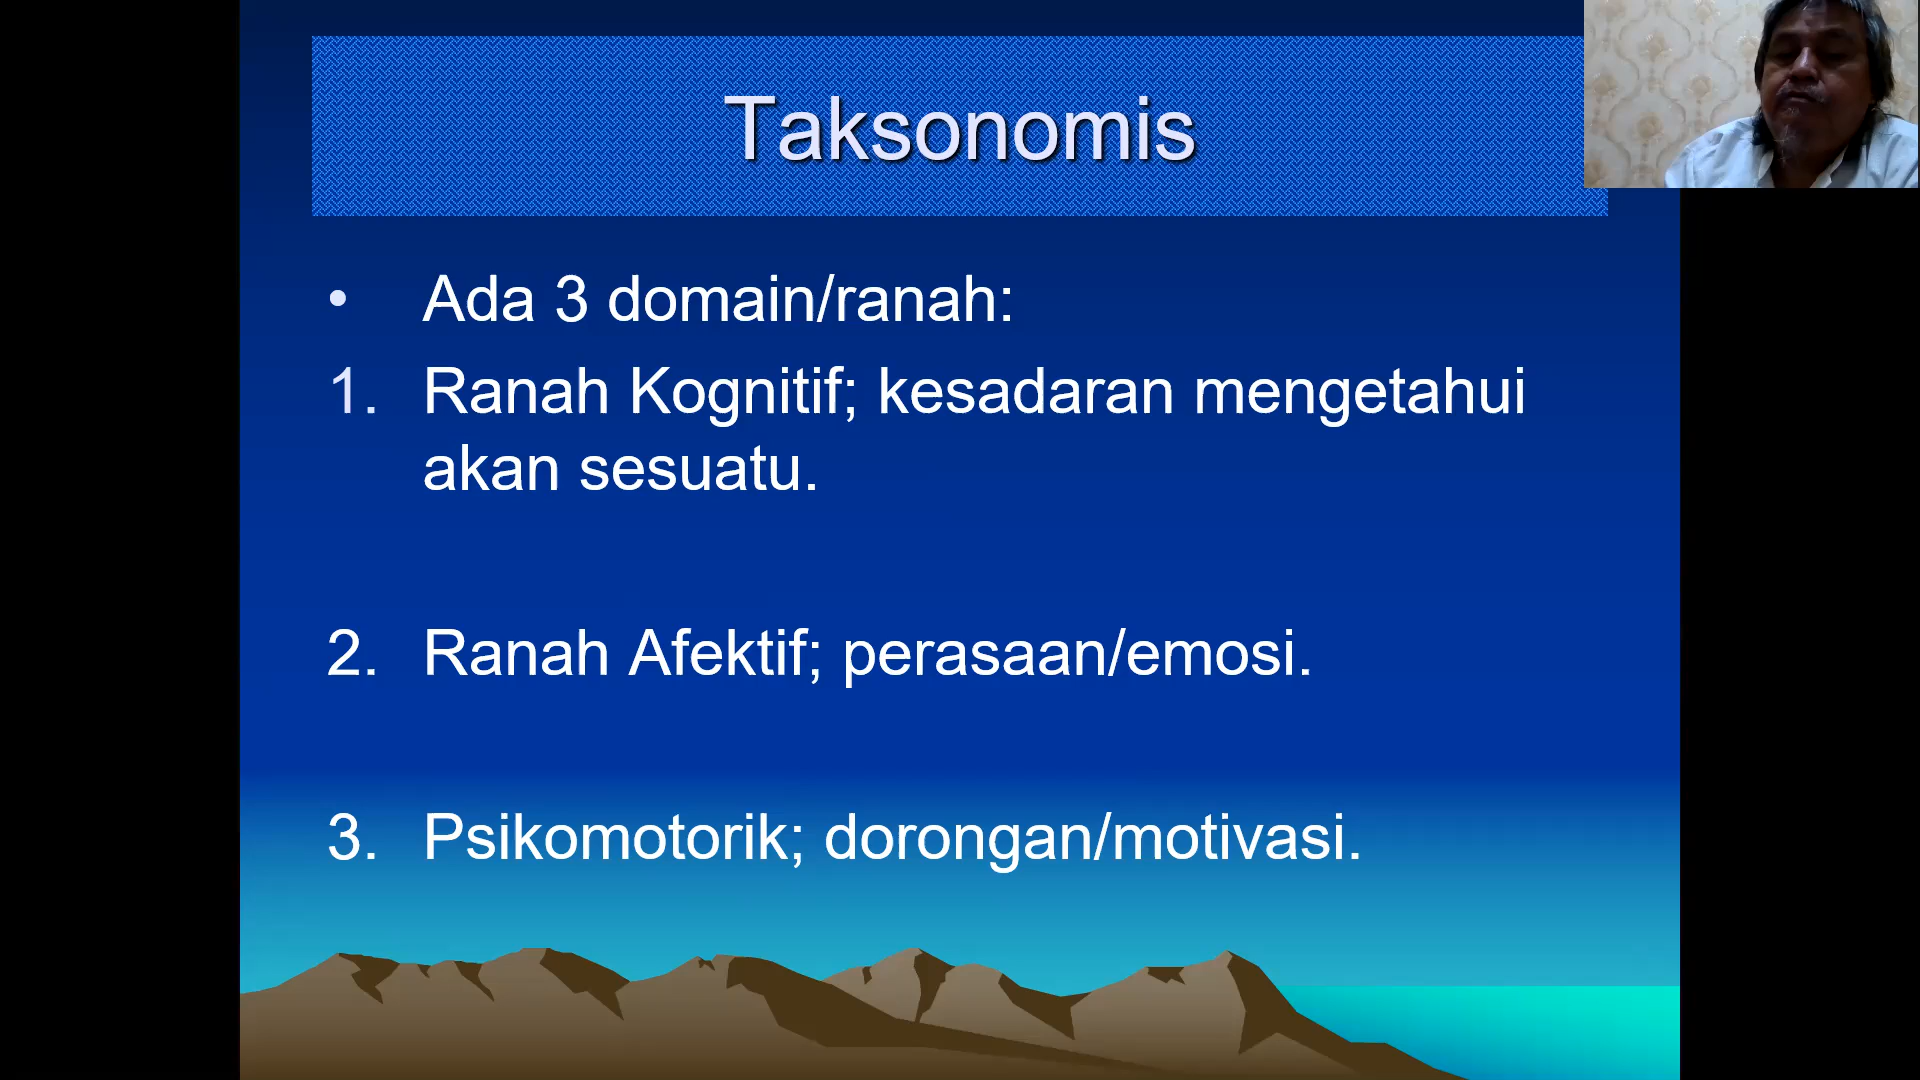 Taksonomis
• Ada 3 domain/ranah:
1. Ranah Kognitif; kesadaran mengetahui
akan sesuatu.
2. Ranah Afektif; perasaan/emosi.
3. Psikomotorik; dorongan/motivasi.